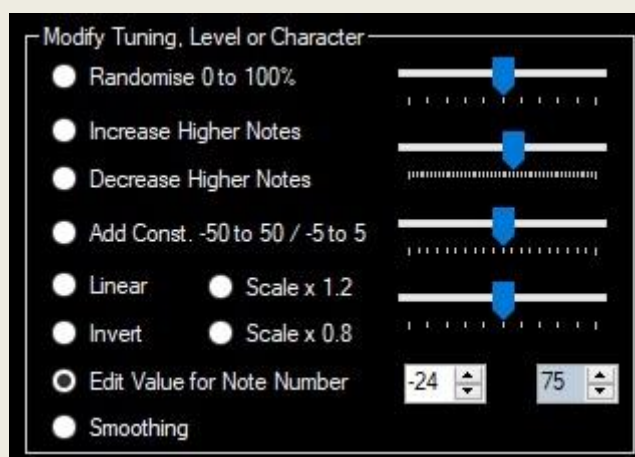 Modify Tuning, Level or Character
Randomise 0 to 100%
Increase Higher Notes
Decrease Higher Notes
Add Const. -50 to 50 / -5 to 5
Linear Scale x 1.2
Invert Scale x 0.8
Edit Value for Note Number -24 75
Smoothing